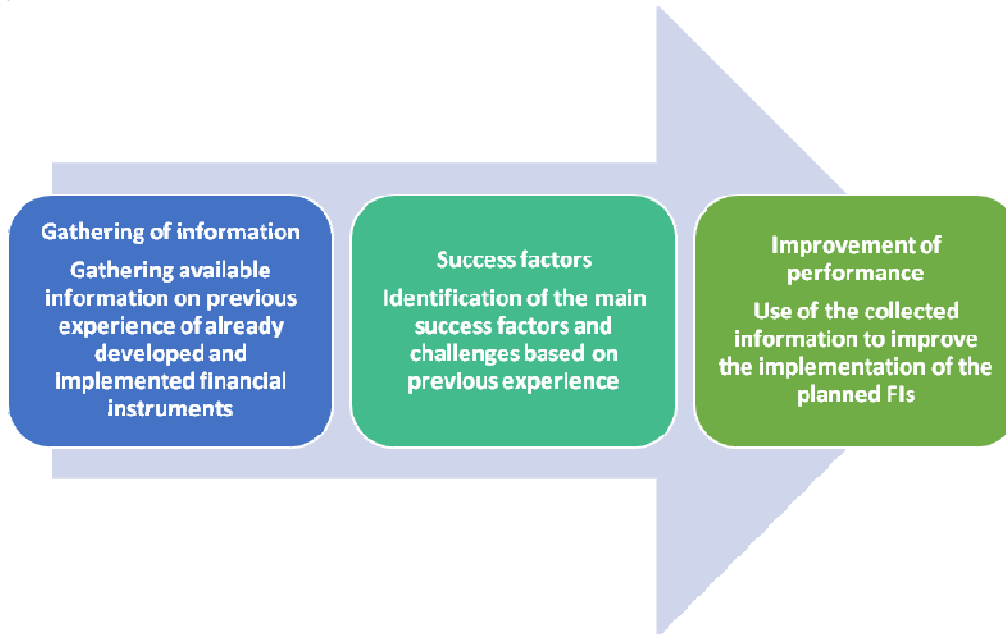 Gathering of information
Gathering available
information on previous
experience of already
developed and
implemented financial
instruments
Success factors
Identification of the main
success factors and
challenges based on
previous experience
Improvement of
performance
Use of the collected
information to improve
the implementation of the
planned FIs